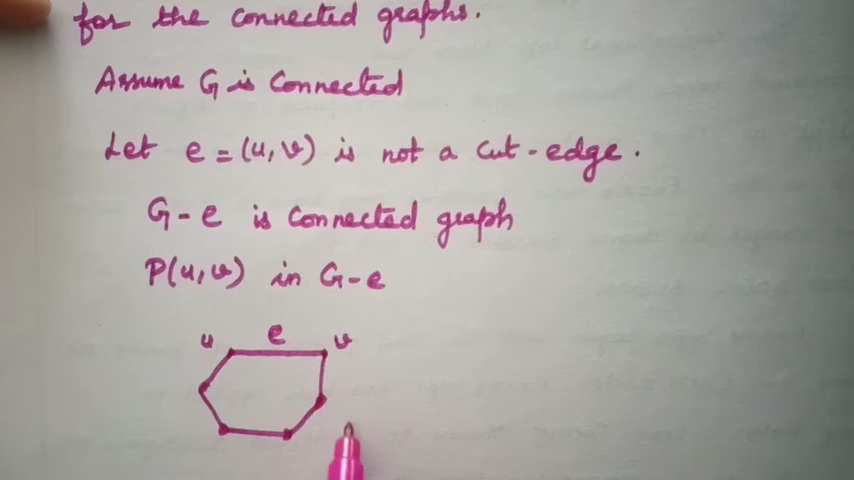 for the connected graphs.
Assume G is Connected
Let e = (u, v) is not a cut-edge.
G - e is connected graph
P(u, v) in G-e
u e v